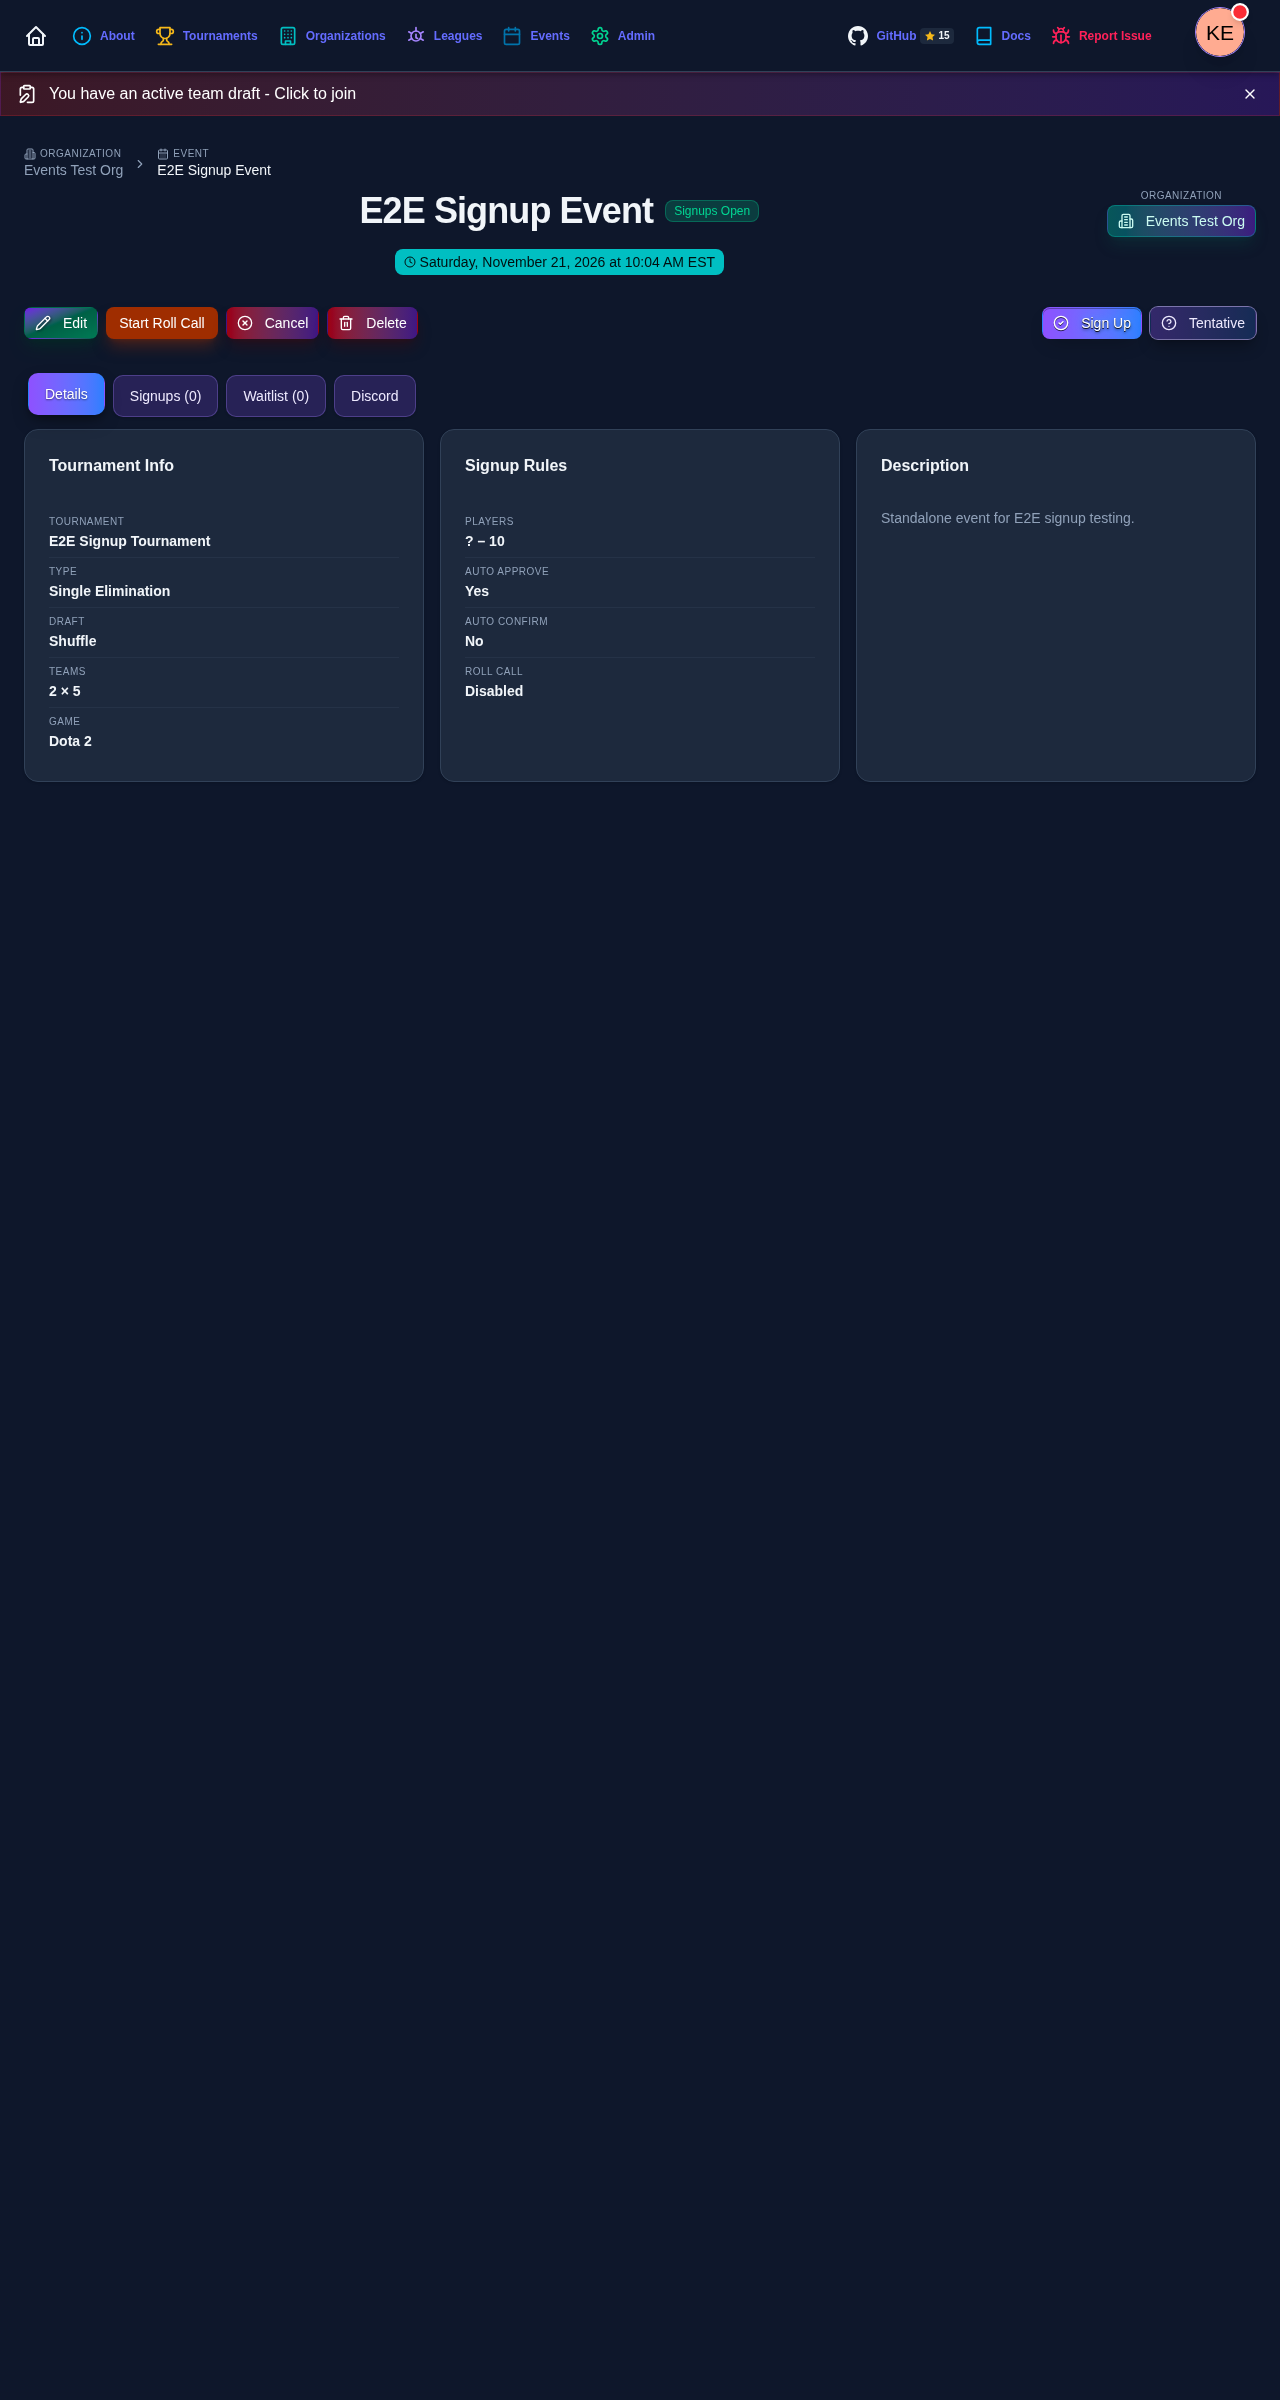 About Tournaments Organizations Leagues Events Admin GitHub 15 Docs Report Issue KE
You have an active team draft - Click to join
ORGANIZATION EVENT
Events Test Org E2E Signup Event
E2E Signup Event Signups Open
ORGANIZATION
Events Test Org
Saturday, November 21, 2026 at 10:04 AM EST
Edit Start Roll Call Cancel Delete Sign Up Tentative
Details Signups (0) Waitlist (0) Discord
Tournament Info
TOURNAMENT
E2E Signup Tournament
TYPE
Single Elimination
DRAFT
Shuffle
TEAMS
2 × 5
GAME
Dota 2
Signup Rules
PLAYERS
? – 10
AUTO APPROVE
Yes
AUTO CONFIRM
No
ROLL CALL
Disabled
Description
Standalone event for E2E signup testing.